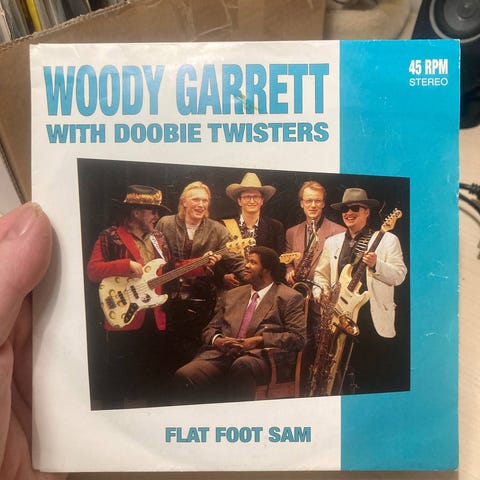 WOODY GARRETT
WITH DOOBIE TWISTERS
45 RPM
STEREO
FLAT FOOT SAM